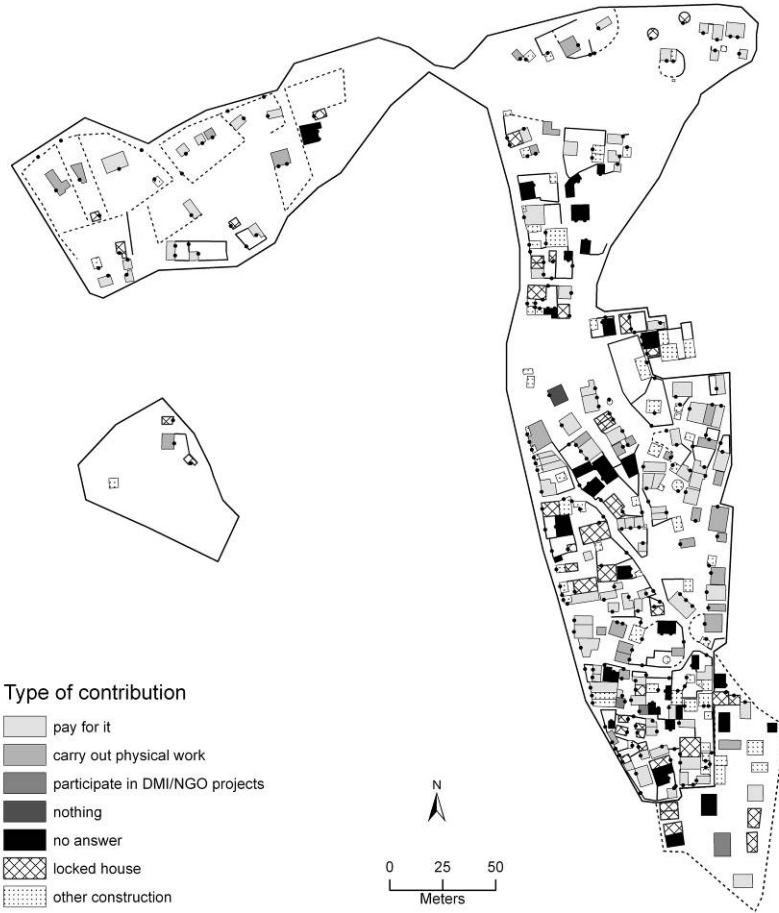 Type of contribution
pay for it
carry out physical work
participate in DMI/NGO projects
nothing
no answer
locked house
other construction
N
0 25 50
Meters